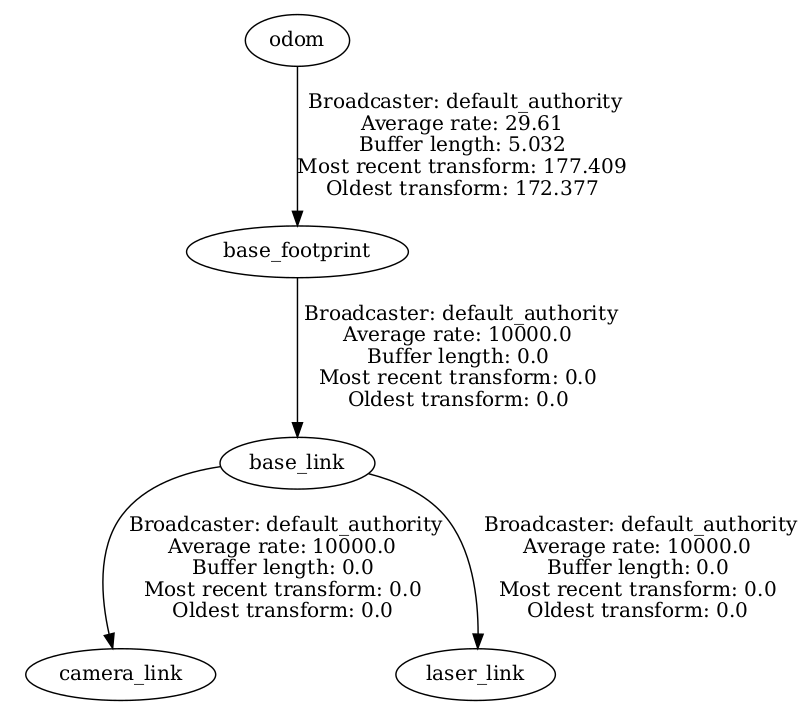 odom
Broadcaster: default_authority
Average rate: 29.61
Buffer length: 5.032
Most recent transform: 177.409
Oldest transform: 172.377
base_footprint
Broadcaster: default_authority
Average rate: 10000.0
Buffer length: 0.0
Most recent transform: 0.0
Oldest transform: 0.0
base_link
Broadcaster: default_authority
Average rate: 10000.0
Buffer length: 0.0
Most recent transform: 0.0
Oldest transform: 0.0
Broadcaster: default_authority
Average rate: 10000.0
Buffer length: 0.0
Most recent transform: 0.0
Oldest transform: 0.0
camera_link
laser_link